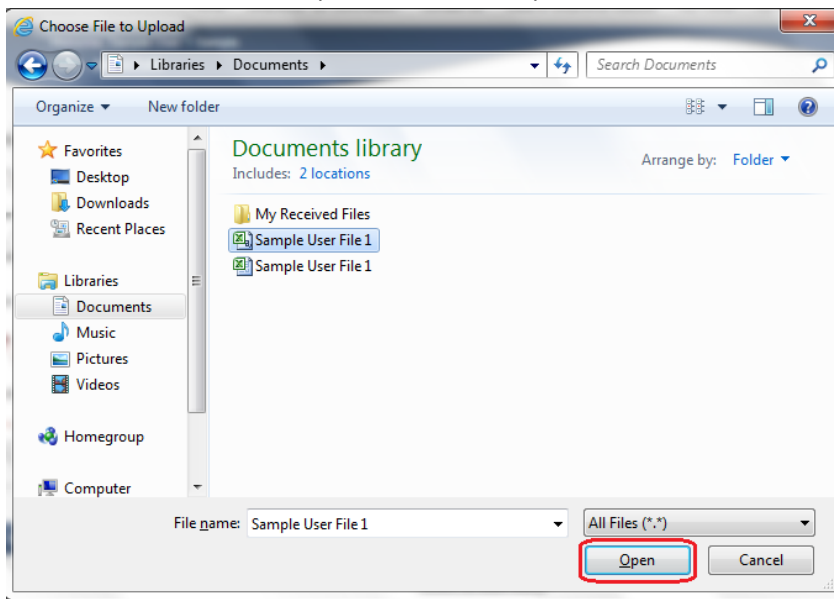 Choose File to Upload
Libraries Documents
Search Documents
Organize New folder
Favorites
Desktop
Downloads
Recent Places
Libraries
Documents
Music
Pictures
Videos
Homegroup
Computer
Documents library
Includes: 2 locations
Arrange by: Folder
My Received Files
Sample User File 1
Sample User File 1
File name: Sample User File 1
All Files (*.*)
Open Cancel